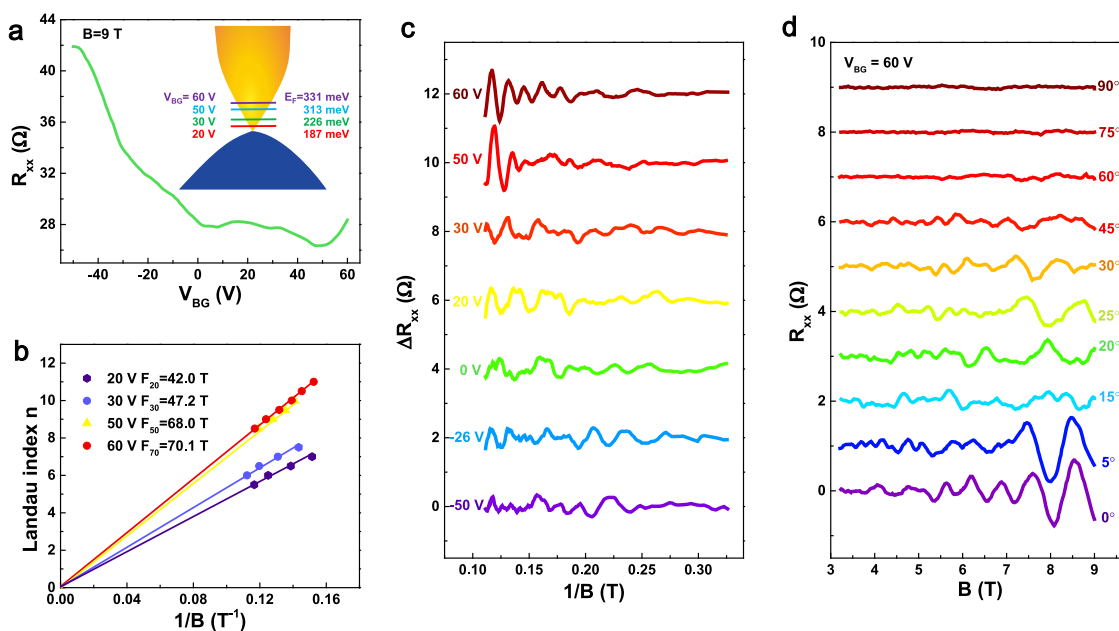 a
B=9 T
V_BG = 60 V E_F=331 meV
50 V 313 meV
30 V 226 meV
20 V 187 meV
R_xx (Ω)
44
40
36
32
28
24
-40 -20 0 20 40 60
V_BG (V)
b
20 V F_20=42.0 T
30 V F_30=47.2 T
50 V F_50=68.0 T
60 V F_70=70.1 T
Landau index n
12
10
8
6
4
2
0
0.00 0.04 0.08 0.12 0.16
1/B (T^-1)
c
60 V
50 V
30 V
20 V
0 V
-26 V
-50 V
ΔR_xx (Ω)
12
10
8
6
4
2
0
0.10 0.15 0.20 0.25 0.30
1/B (T)
d
V_BG = 60 V
90°
75°
60°
45°
30°
25°
20°
15°
5°
0°
R_xx (Ω)
10
8
6
4
2
0
3 4 5 6 7 8 9
B (T)